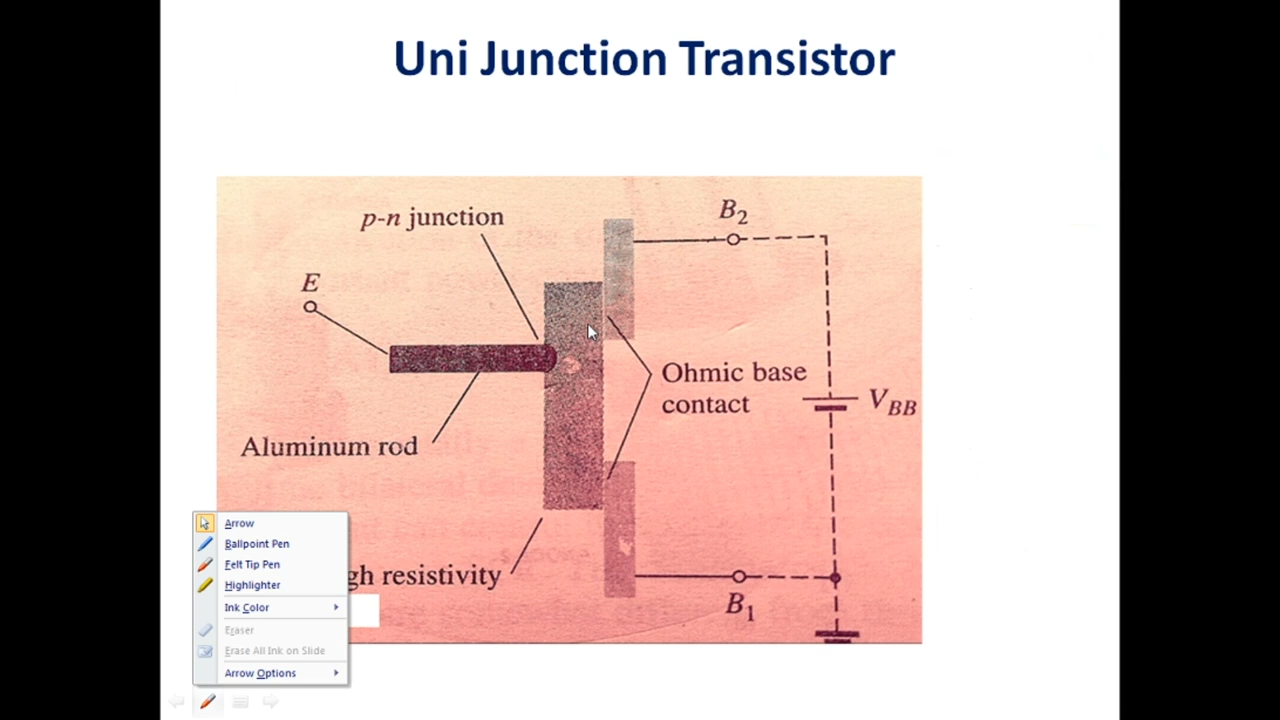 Uni Junction Transistor
p-n junction
B2
E
Ohmic base
contact
VBB
Aluminum rod
resistivity
B1
Arrow
Ballpoint Pen
Felt Tip Pen
Highlighter
Ink Color
Eraser
Erase All Ink on Slide
Arrow Options